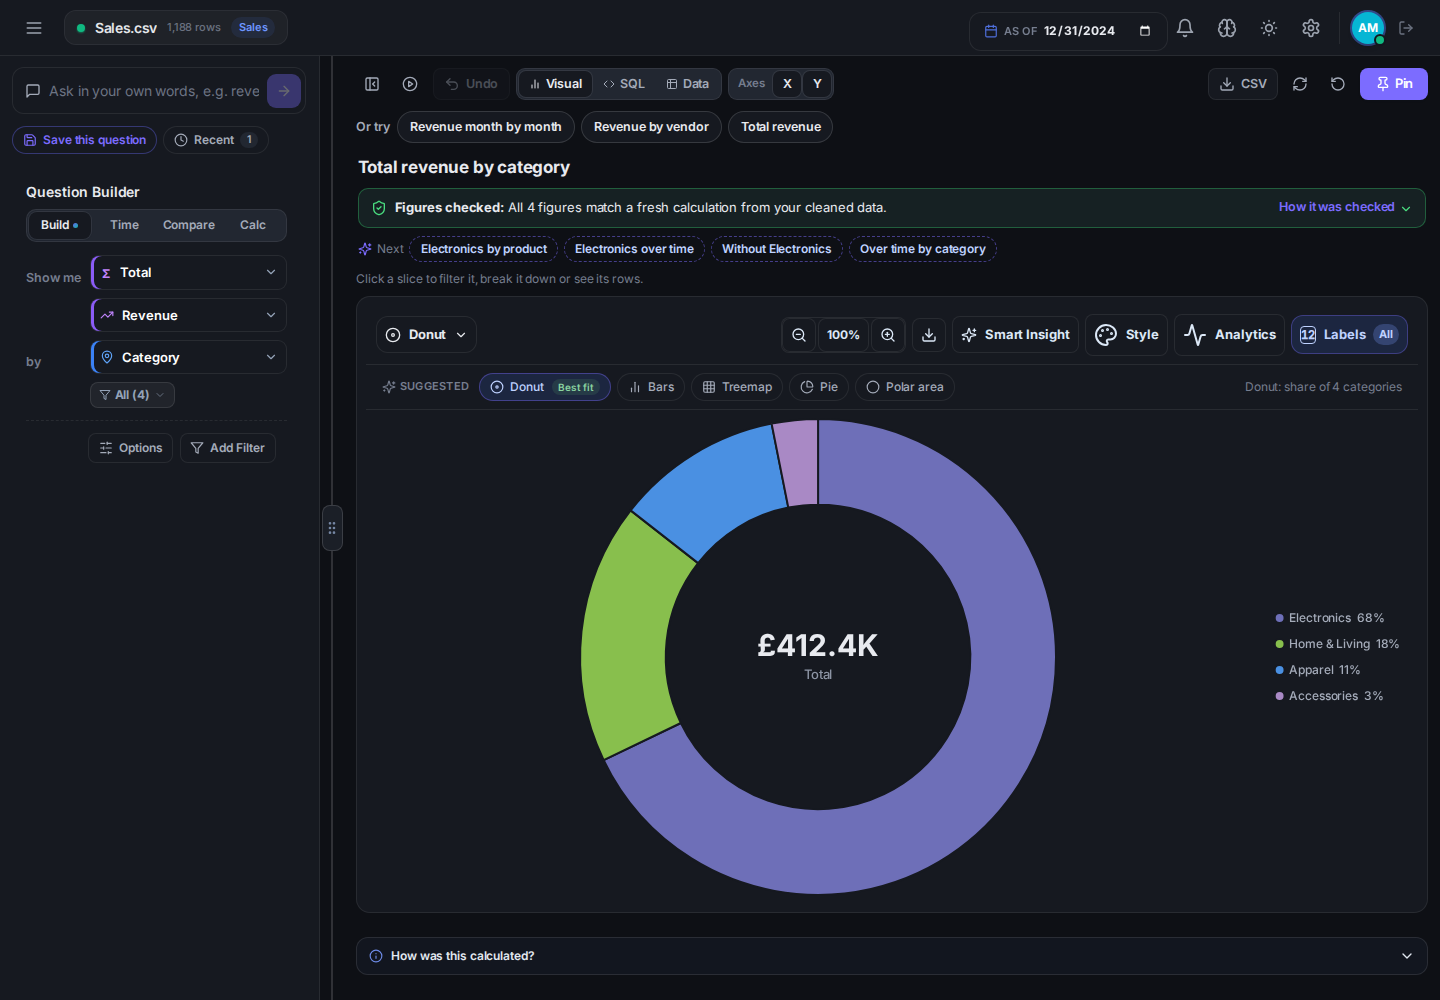 Sales.csv 1,188 rows Sales
AS OF 12/31/2024
AM
Ask in your own words, e.g. reve
Save this question
Recent 1
Question Builder
Build Time Compare Calc
Show me Σ Total
Revenue
by Category
All (4)
Options Add Filter
Undo Visual SQL Data Axes X Y CSV Pin
Or try Revenue month by month Revenue by vendor Total revenue
Total revenue by category
Figures checked: All 4 figures match a fresh calculation from your cleaned data. How it was checked
Next Electronics by product Electronics over time Without Electronics Over time by category
Click a slice to filter it, break it down or see its rows.
Donut 100% Smart Insight Style Analytics 12 Labels All
SUGGESTED Donut Best fit Bars Treemap Pie Polar area Donut: share of 4 categories
£412.4K
Total
Electronics 68%
Home & Living 18%
Apparel 11%
Accessories 3%
How was this calculated?